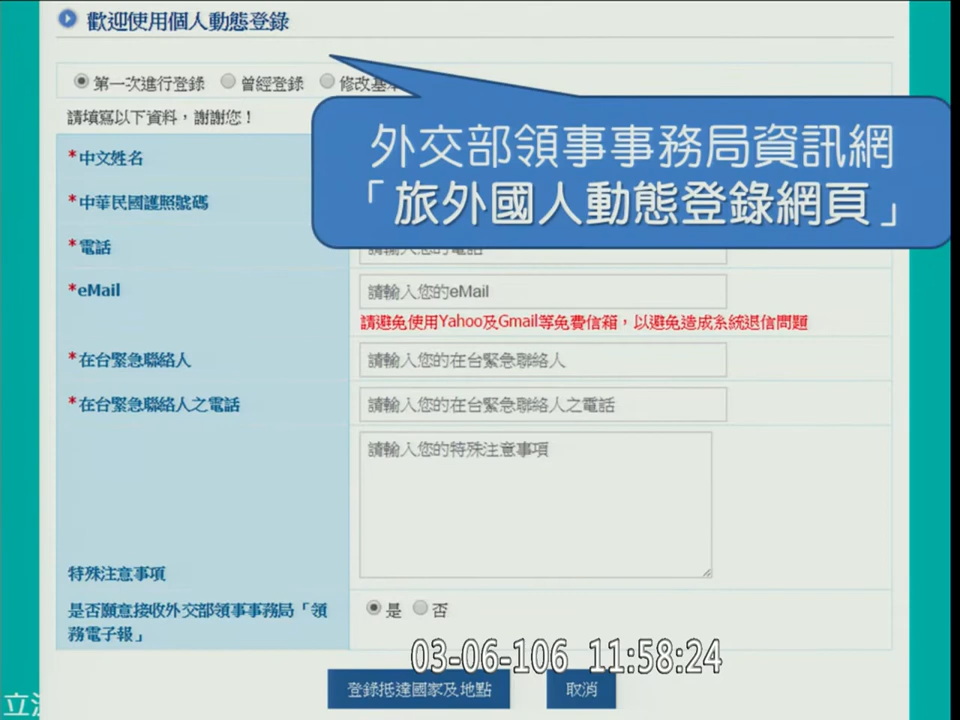 歡迎使用個人動態登錄
第一次進行登錄 曾經登錄 修改基本
請填寫以下資料，謝謝您！
外交部領事事務局資訊網
「旅外國人動態登錄網頁」
*中文姓名
*中華民國護照號碼
*電話
請輸入您的電話
*eMail
請輸入您的eMail
請避免使用Yahoo及Gmail等免費信箱，以避免造成系統退信問題
*在台緊急聯絡人
請輸入您的在台緊急聯絡人
*在台緊急聯絡人之電話
請輸入您的在台緊急聯絡人之電話
請輸入您的特殊注意事項
特殊注意事項
是否願意接收外交部領事事務局「領
務電子報」
是 否
03-06-106 11:58:24
登錄抵達國家及地點 取消
立法